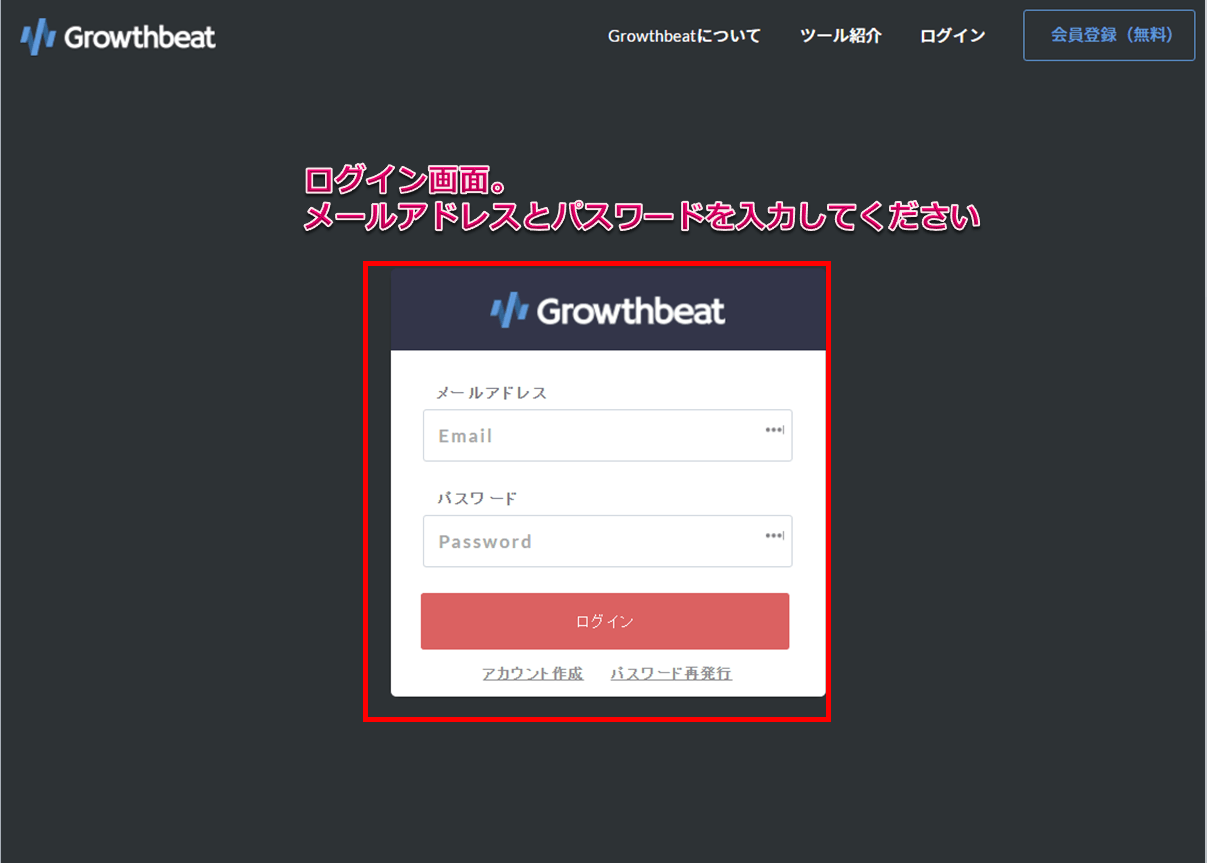 Growthbeat
Growthbeatについて ツール紹介 ログイン 会員登録（無料）
ログイン画面。
メールアドレスとパスワードを入力してください
Growthbeat
メールアドレス
Email
パスワード
Password
ログイン
アカウント作成 パスワード再発行